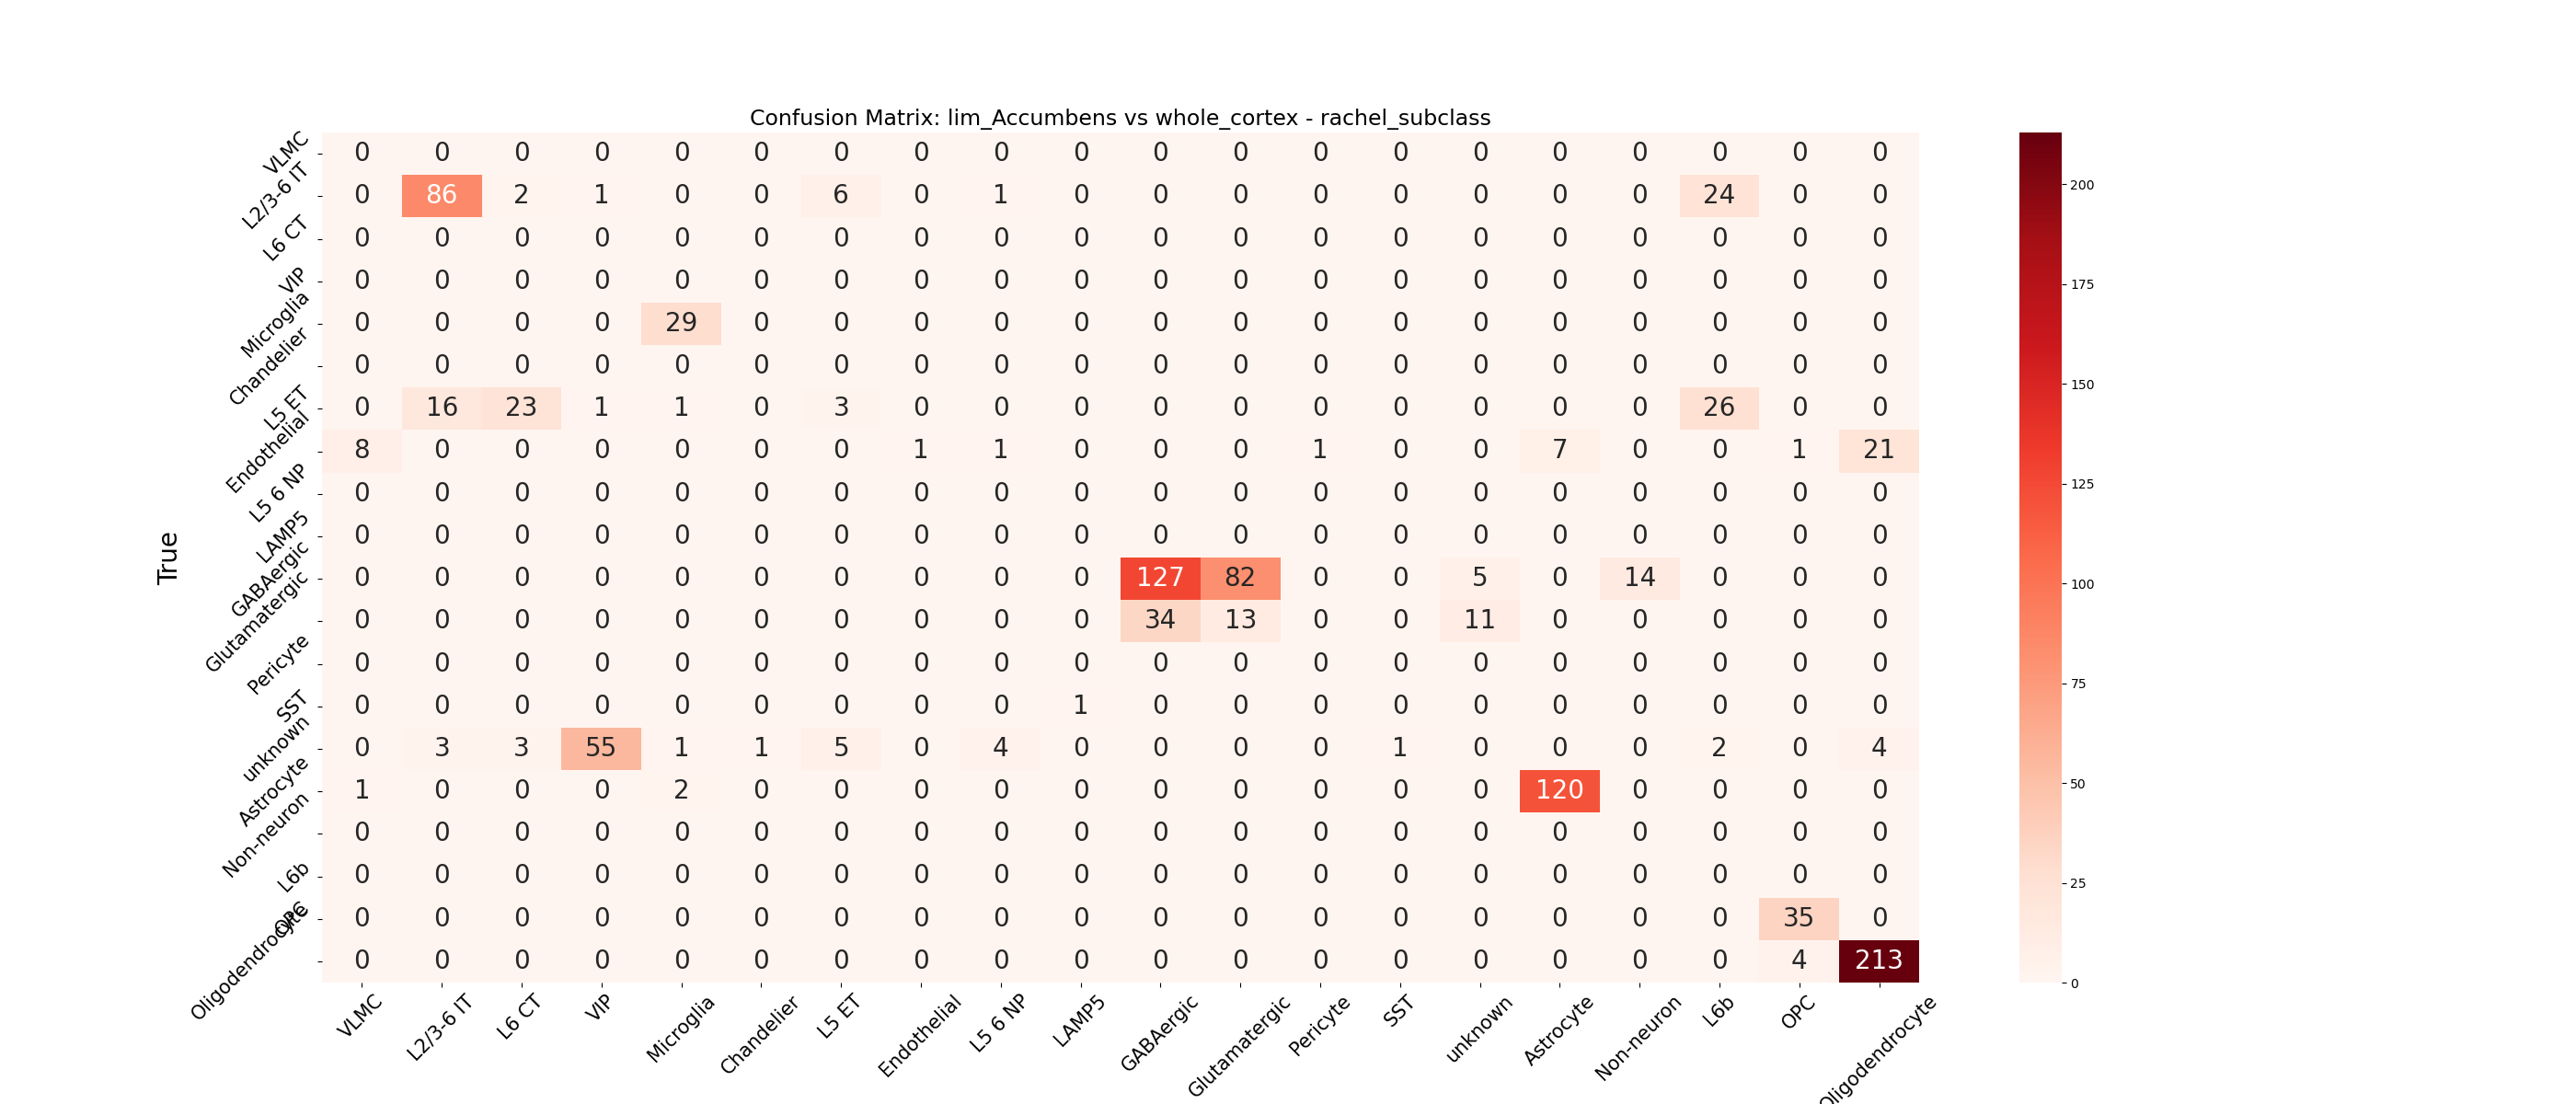 Confusion Matrix: lim_Accumbens vs whole_cortex - rachel_subclass
True
VLMC 0 0 0 0 0 0 0 0 0 0 0 0 0 0 0 0 0 0 0 0
L2/3-6 IT 0 86 2 1 0 0 6 0 1 0 0 0 0 0 0 0 0 24 0 0
L6 CT 0 0 0 0 0 0 0 0 0 0 0 0 0 0 0 0 0 0 0 0
VIP 0 0 0 0 0 0 0 0 0 0 0 0 0 0 0 0 0 0 0 0
Microglia 0 0 0 0 29 0 0 0 0 0 0 0 0 0 0 0 0 0 0 0
Chandelier 0 0 0 0 0 0 0 0 0 0 0 0 0 0 0 0 0 0 0 0
L5 ET 0 16 23 1 1 0 3 0 0 0 0 0 0 0 0 0 0 26 0 0
Endothelial 8 0 0 0 0 0 0 1 1 0 0 0 1 0 0 7 0 0 1 21
L5 6 NP 0 0 0 0 0 0 0 0 0 0 0 0 0 0 0 0 0 0 0 0
LAMP5 0 0 0 0 0 0 0 0 0 0 0 0 0 0 0 0 0 0 0 0
GABAergic 0 0 0 0 0 0 0 0 0 0 127 82 0 0 5 0 14 0 0 0
Glutamatergic 0 0 0 0 0 0 0 0 0 0 34 13 0 0 11 0 0 0 0 0
Pericyte 0 0 0 0 0 0 0 0 0 0 0 0 0 0 0 0 0 0 0 0
SST 0 0 0 0 0 0 0 0 0 1 0 0 0 0 0 0 0 0 0 0
unknown 0 3 3 55 1 1 5 0 4 0 0 0 0 1 0 0 0 2 0 4
Astrocyte 1 0 0 0 2 0 0 0 0 0 0 0 0 0 0 120 0 0 0 0
Non-neuron 0 0 0 0 0 0 0 0 0 0 0 0 0 0 0 0 0 0 0 0
L6b 0 0 0 0 0 0 0 0 0 0 0 0 0 0 0 0 0 0 0 0
OPC 0 0 0 0 0 0 0 0 0 0 0 0 0 0 0 0 0 0 35 0
Oligodendrocyte 0 0 0 0 0 0 0 0 0 0 0 0 0 0 0 0 0 0 4 213
VLMC L2/3-6 IT L6 CT VIP Microglia Chandelier L5 ET Endothelial L5 6 NP LAMP5 GABAergic Glutamatergic Pericyte SST unknown Astrocyte Non-neuron L6b OPC Oligodendrocyte
200
175
150
125
100
75
50
25
0